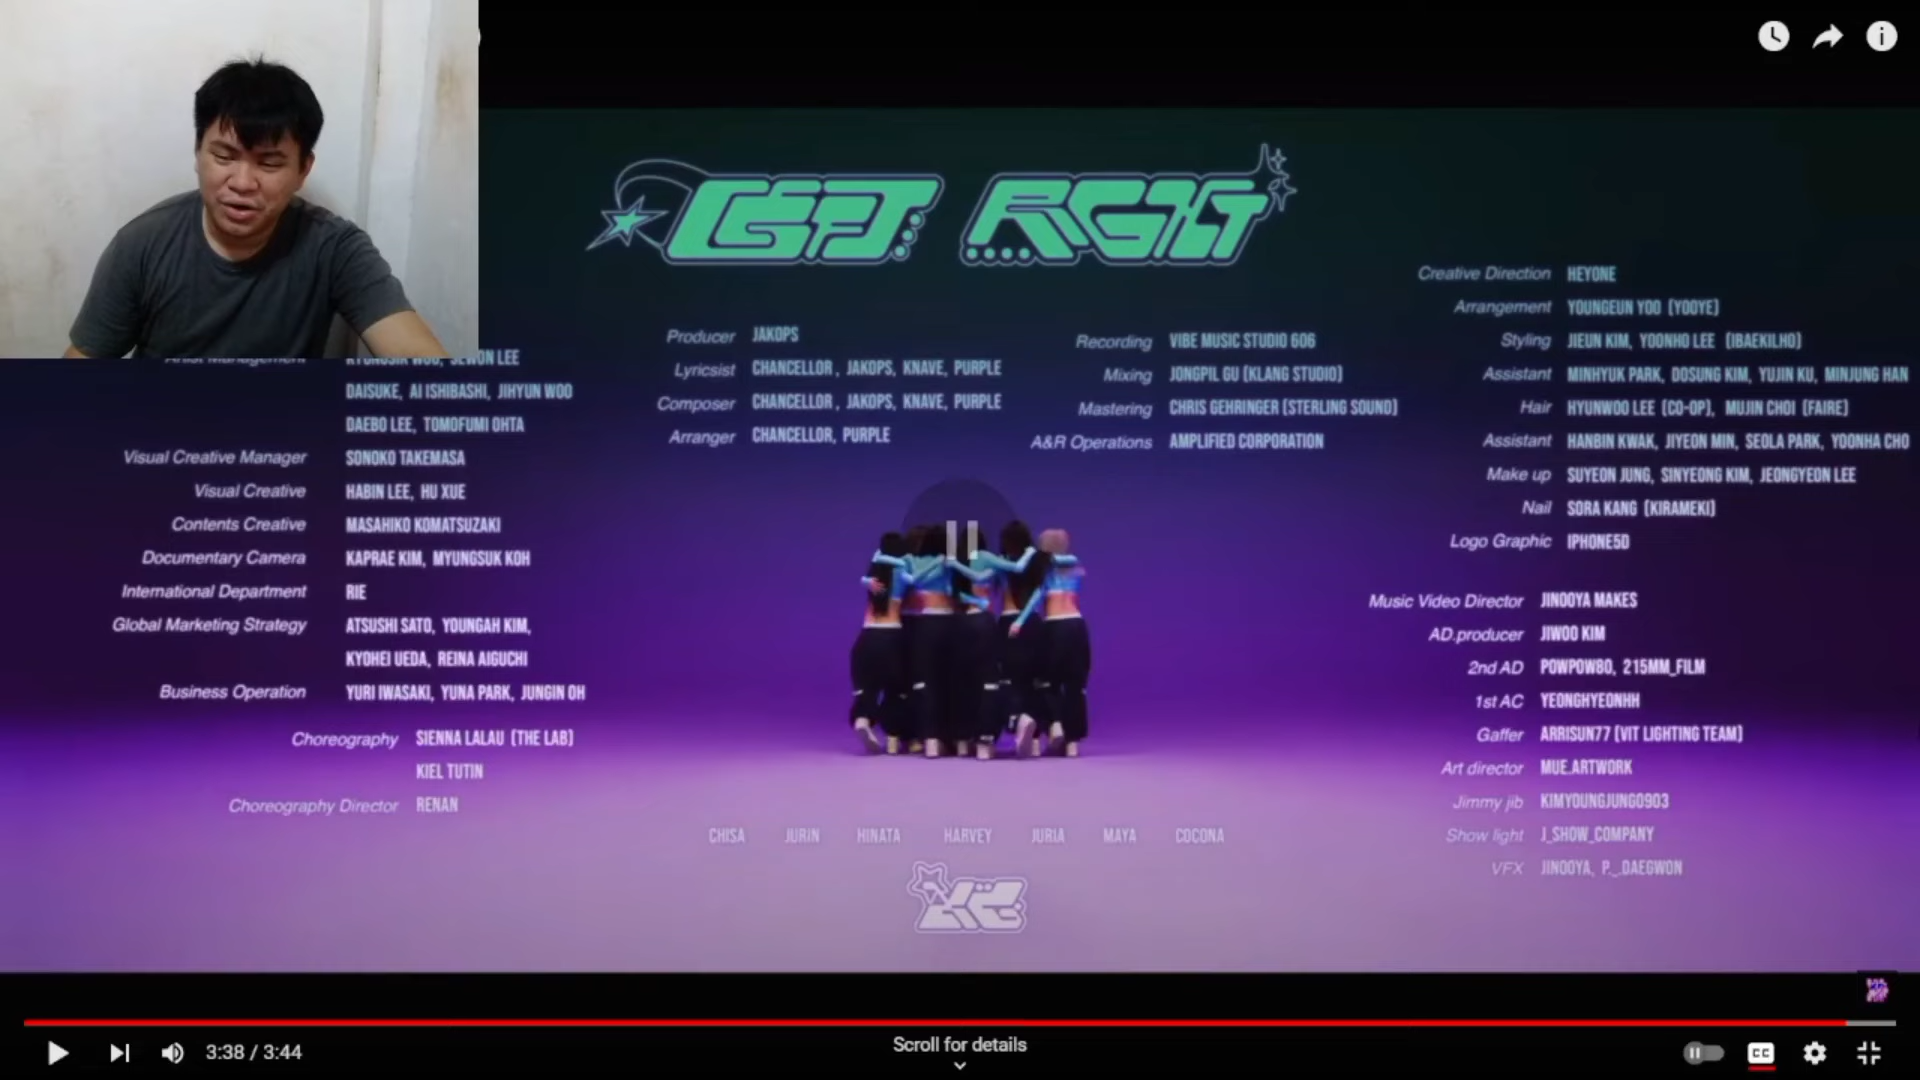 LEFT RIGHT
Creative Direction HEYONE
Arrangement YOUNGEUN YOO (YOOYE)
Styling JIEUN KIM, YOONHO LEE (IBAEKILHO)
Assistant MINHYUK PARK, DOSUNG KIM, YUJIN KU, MINJUNG HAN
Hair HYUNWOO LEE (CO-OP), MUJIN CHOI (FAIRE)
Assistant HANBIN KWAK, JIYEON MIN, SEOLA PARK, YOONHA CHO
Make up SUYEON JUNG, SINYEONG KIM, JEONGYEON LEE
Nail SORA KANG (KIRAMEKI)
Logo Graphic IPHONE5D
Producer JAKOPS
Lyricsist CHANCELLOR, JAKOPS, KNAVE, PURPLE
Composer CHANCELLOR, JAKOPS, KNAVE, PURPLE
Arranger CHANCELLOR, PURPLE
Recording VIBE MUSIC STUDIO 606
Mixing JONGPIL GU (KLANG STUDIO)
Mastering CHRIS GEHRINGER (STERLING SOUND)
A&R Operations AMPLIFIED CORPORATION
LEE
DAISUKE, AI ISHIBASHI, JIHYUN WOO
DAEBO LEE, TOMOFUMI OHTA
Visual Creative Manager SONOKO TAKEMASA
Visual Creative HABIN LEE, HU XUE
Contents Creative MASAHIKO KOMATSUZAKI
Documentary Camera KAPRAE KIM, MYUNGSUK KOH
International Department RIE
Global Marketing Strategy ATSUSHI SATO, YOUNGAH KIM,
KYOHEI UEDA, REINA AIGUCHI
Business Operation YURI IWASAKI, YUNA PARK, JUNGIN OH
Choreography SIENNA LALAU (THE LAB)
KIEL TUTIN
Choreography Director RENAN
Music Video Director JINOOYA MAKES
AD.producer JIWOO KIM
2nd AD POWPOW80, 215MM_FILM
1st AC YEONGHYEONHH
Gaffer ARRISUN77 (VIT LIGHTING TEAM)
Art director MUE.ARTWORK
Jimmy jib KIMYOUNGJUNG0903
Show light J_SHOW_COMPANY
VFX JINOOYA, P._.DAEGWON
CHISA JURIN HINATA HARVEY JURIA MAYA COCONA
XG
3:38 / 3:44
Scroll for details
CC